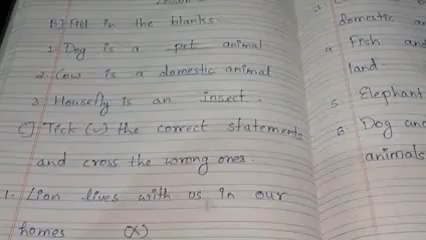 B) Fill in the blanks.
1. Dog is a pet animal
2. Cow is a domestic animal
3. Housefly is an insect.
C) Tick (✓) the correct statements
and cross the wrong ones.
1. Lion lives with us in our
homes (X)
domatic
fish and
land.
5. Elephant
6. Dog and
animals